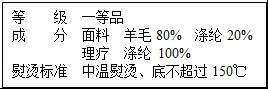 等 级 一等品
成 分 面料 羊毛 80% 涤纶 20%
理疗 涤纶 100%
熨烫标准 中温熨烫、底不超过 150℃